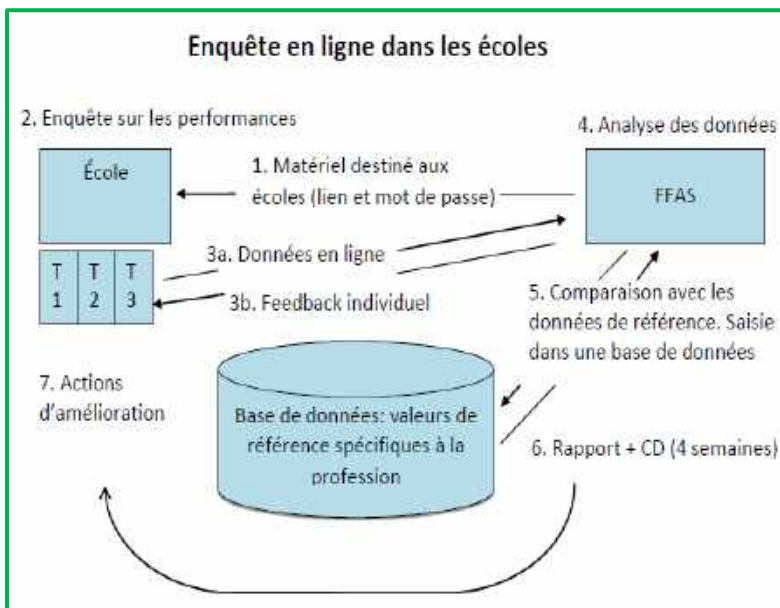 Enquête en ligne dans les écoles
2. Enquête sur les performances
4. Analyse des données
École
1. Matériel destiné aux
écoles (lien et mot de passe)
FFAS
T
1
T
2
T
3
3a. Données en ligne
3b. Feedback individuel
5. Comparaison avec les
données de référence. Saisie
dans une base de données
7. Actions
d'amélioration
Base de données: valeurs de
référence spécifiques à la
profession
6. Rapport + CD (4 semaines)